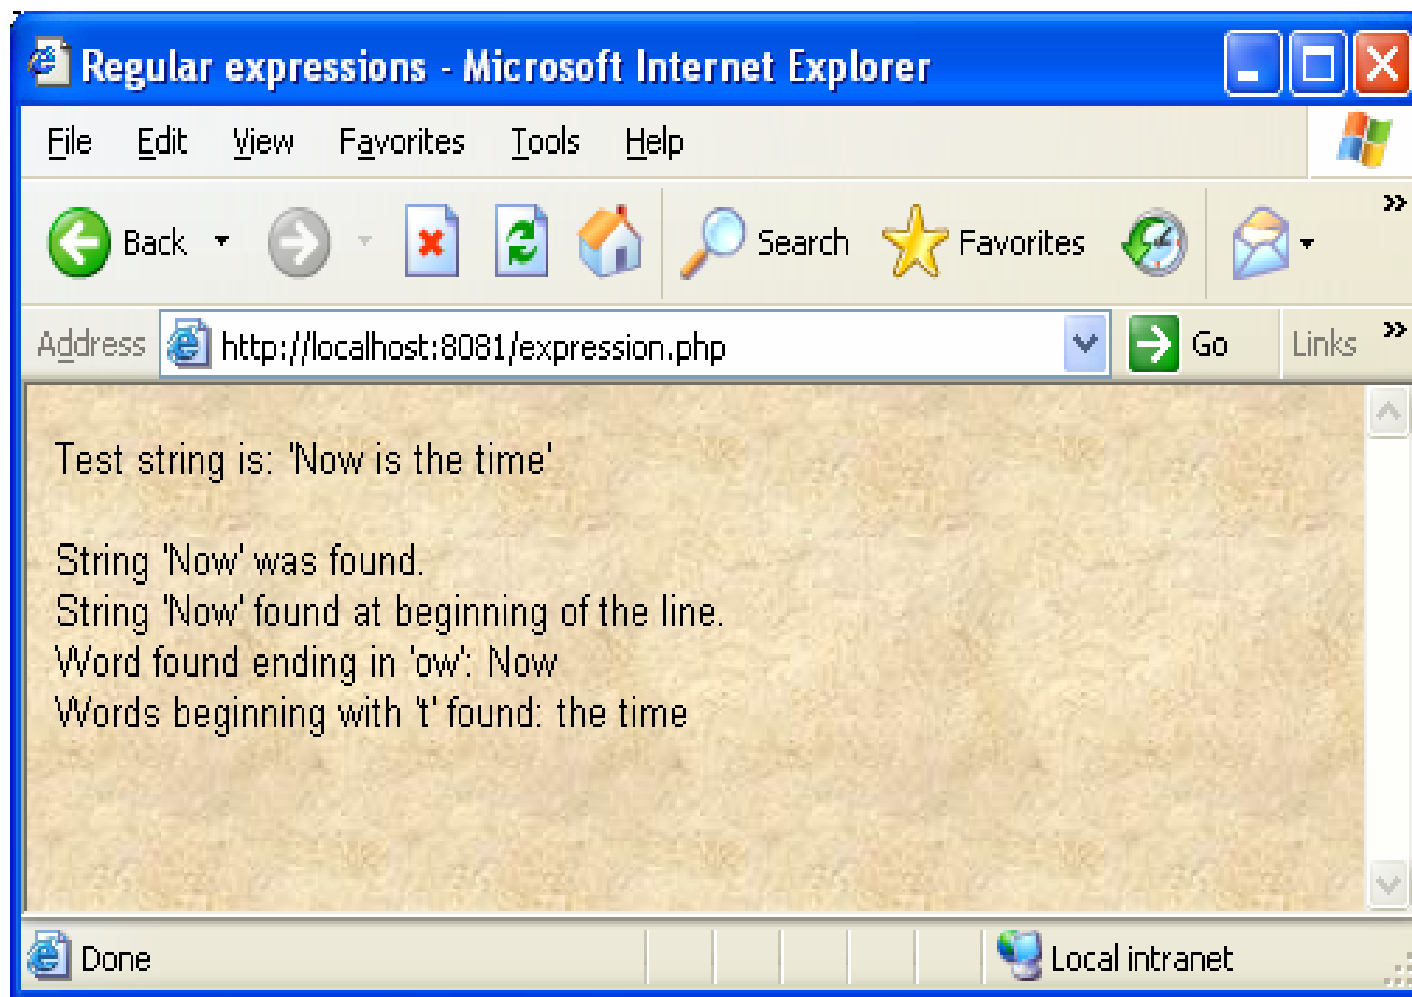 Regular expressions - Microsoft Internet Explorer
File Edit View Favorites Tools Help
Back Search Favorites
Address http://localhost:8081/expression.php Go Links
Test string is: 'Now is the time'
String 'Now' was found.
String 'Now' found at beginning of the line.
Word found ending in 'ow': Now
Words beginning with 't' found: the time
Done Local intranet